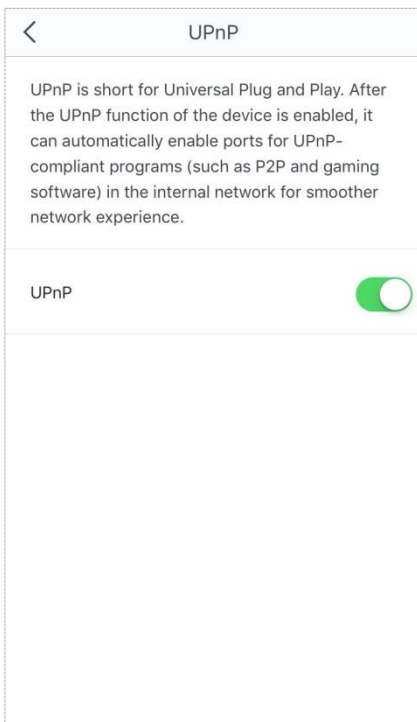 UPnP
UPnP is short for Universal Plug and Play. After
the UPnP function of the device is enabled, it
can automatically enable ports for UPnP-
compliant programs (such as P2P and gaming
software) in the internal network for smoother
network experience.
UPnP